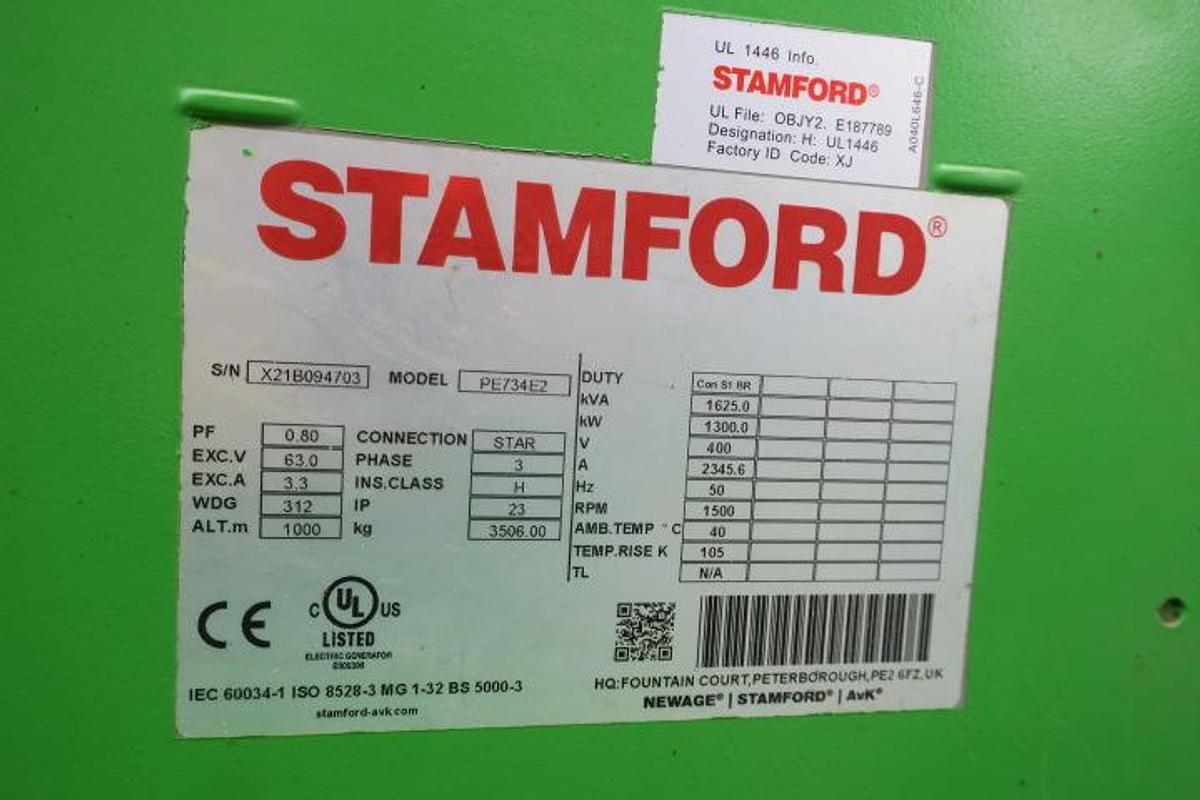 UL 1446 Info.
STAMFORD®
UL File: OBJY2. E187789
Designation: H: UL1446
Factory ID Code: XJ
A040L646-C
STAMFORD®
S/N X21B094703 MODEL PE734E2
PF 0.80 CONNECTION STAR
EXC.V 63.0 PHASE 3
EXC.A 3.3 INS.CLASS H
WDG 312 IP 23
ALT.m 1000 kg 3506.00
DUTY Con S1 BR
kVA 1625.0
kW 1300.0
V 400
A 2345.6
Hz 50
RPM 1500
AMB.TEMP °C 40
TEMP.RISE K 105
TL N/A
CE
C UL US
LISTED
ELECTRIC GENERATOR
IEC 60034-1 ISO 8528-3 MG 1-32 BS 5000-3
stamford-avk.com
HQ:FOUNTAIN COURT,PETERBOROUGH,PE2 6FZ,UK
NEWAGE® | STAMFORD® | AvK®